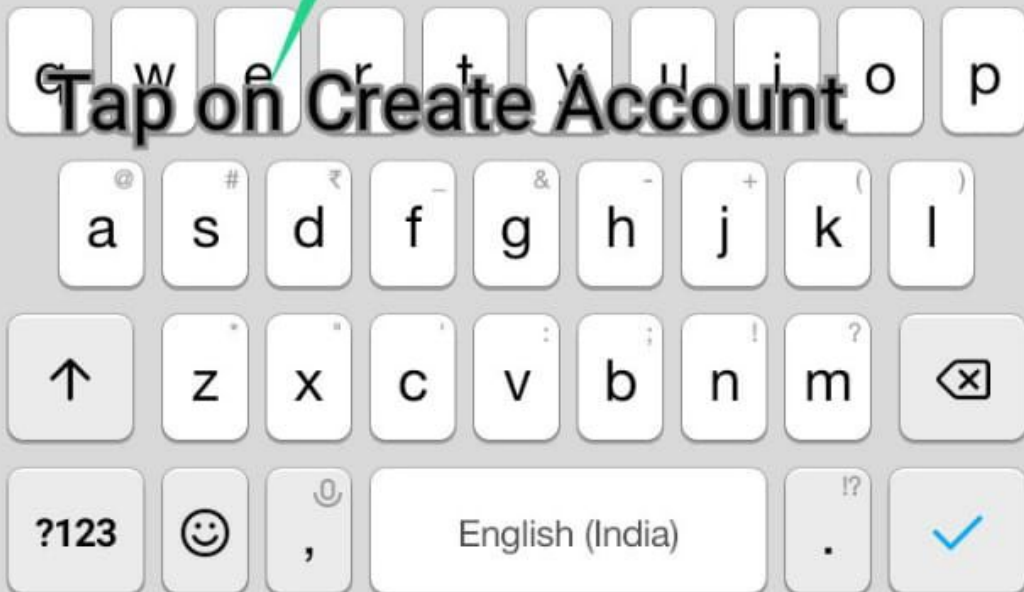 q w e r t y u i o p
Tap on Create Account
@ # ₹ _ & - + ( )
a s d f g h j k l
* " ' : ; ! ?
z x c v b n m
!?
?123 , English (India) .